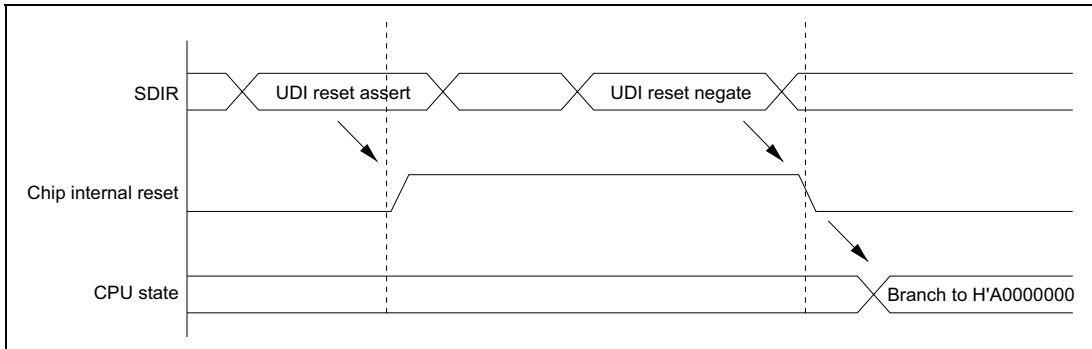 SDIR
UDI reset assert
UDI reset negate
Chip internal reset
CPU state
Branch to H'A0000000